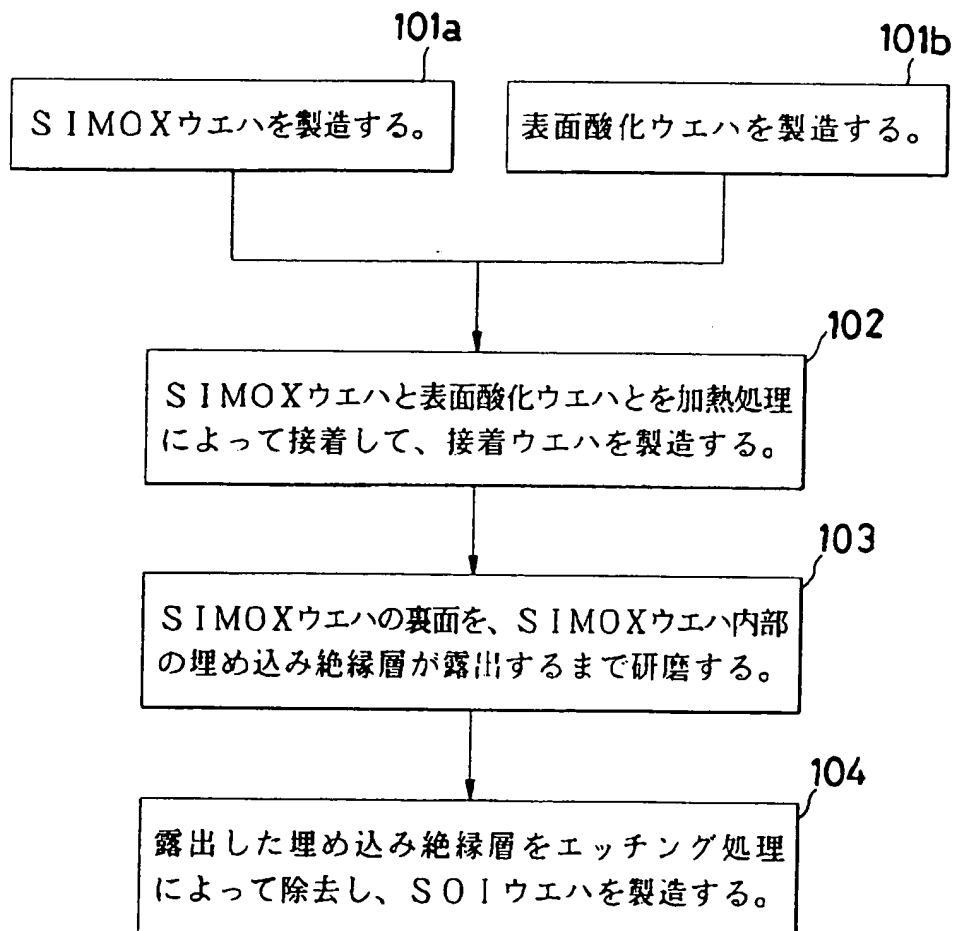 101a
101b
SIMOXウエハを製造する。
表面酸化ウエハを製造する。
102
SIMOXウエハと表面酸化ウエハとを加熱処理
によって接着して、接着ウエハを製造する。
103
SIMOXウエハの裏面を、SIMOXウエハ内部
の埋め込み絶縁層が露出するまで研磨する。
104
露出した埋め込み絶縁層をエッチング処理
によって除去し、SOIウエハを製造する。